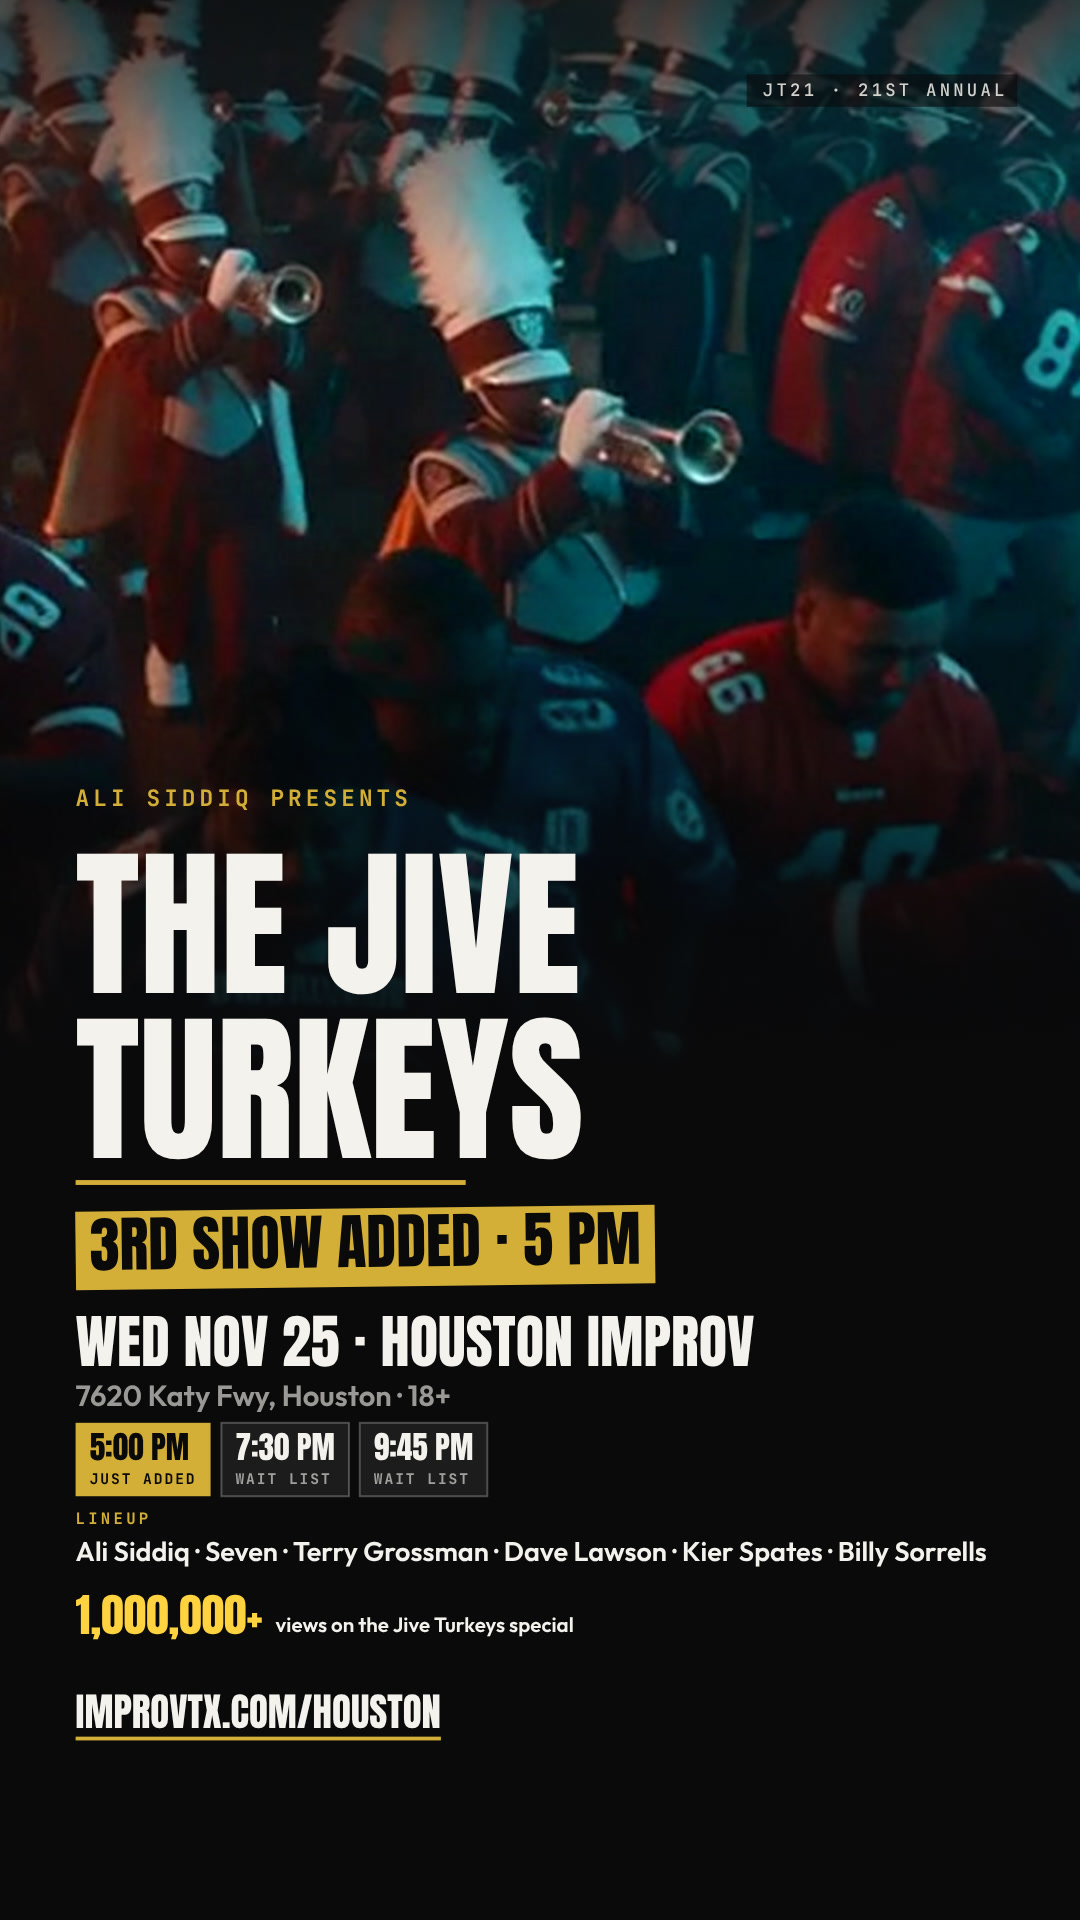 JT21 · 21ST ANNUAL
ALI SIDDIQ PRESENTS
THE JIVE
TURKEYS
3RD SHOW ADDED · 5 PM
WED NOV 25 · HOUSTON IMPROV
7620 Katy Fwy, Houston · 18+
5:00 PM
JUST ADDED
7:30 PM
WAIT LIST
9:45 PM
WAIT LIST
LINEUP
Ali Siddiq · Seven · Terry Grossman · Dave Lawson · Kier Spates · Billy Sorrells
1,000,000+ views on the Jive Turkeys special
IMPROVTX.COM/HOUSTON